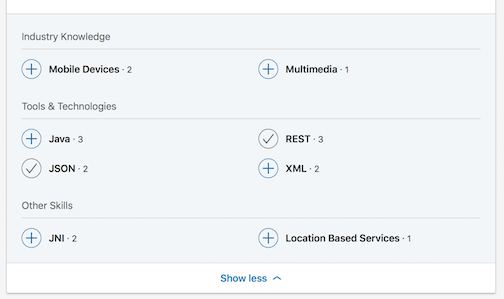 Industry Knowledge
Mobile Devices · 2 Multimedia · 1
Tools & Technologies
Java · 3 REST · 3
JSON · 2 XML · 2
Other Skills
JNI · 2 Location Based Services · 1
Show less